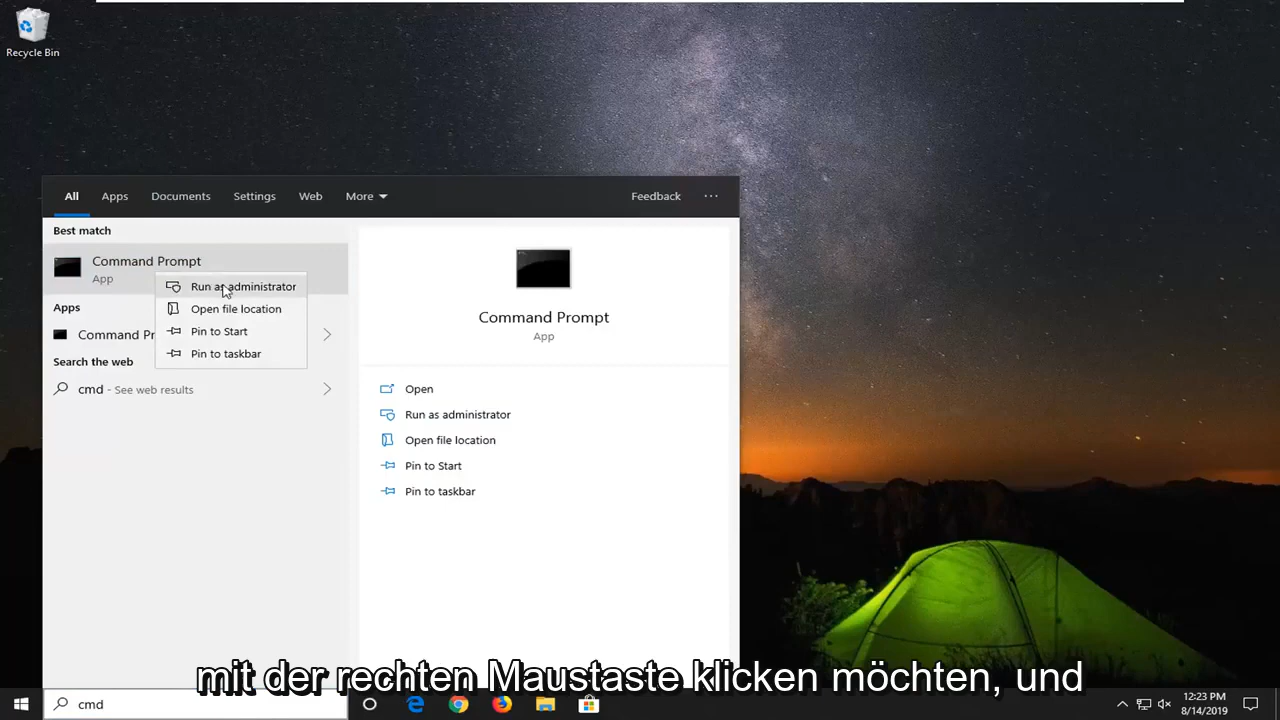 Recycle Bin
All Apps Documents Settings Web More Feedback ···
Best match
Command Prompt
App
Run as administrator
Open file location
Pin to Start
Pin to taskbar
Apps
Command Pr
Search the web
cmd - See web results
Command Prompt
App
Open
Run as administrator
Open file location
Pin to Start
Pin to taskbar
mit der rechten Maustaste klicken möchten, und
cmd
12:23 PM
8/14/2019